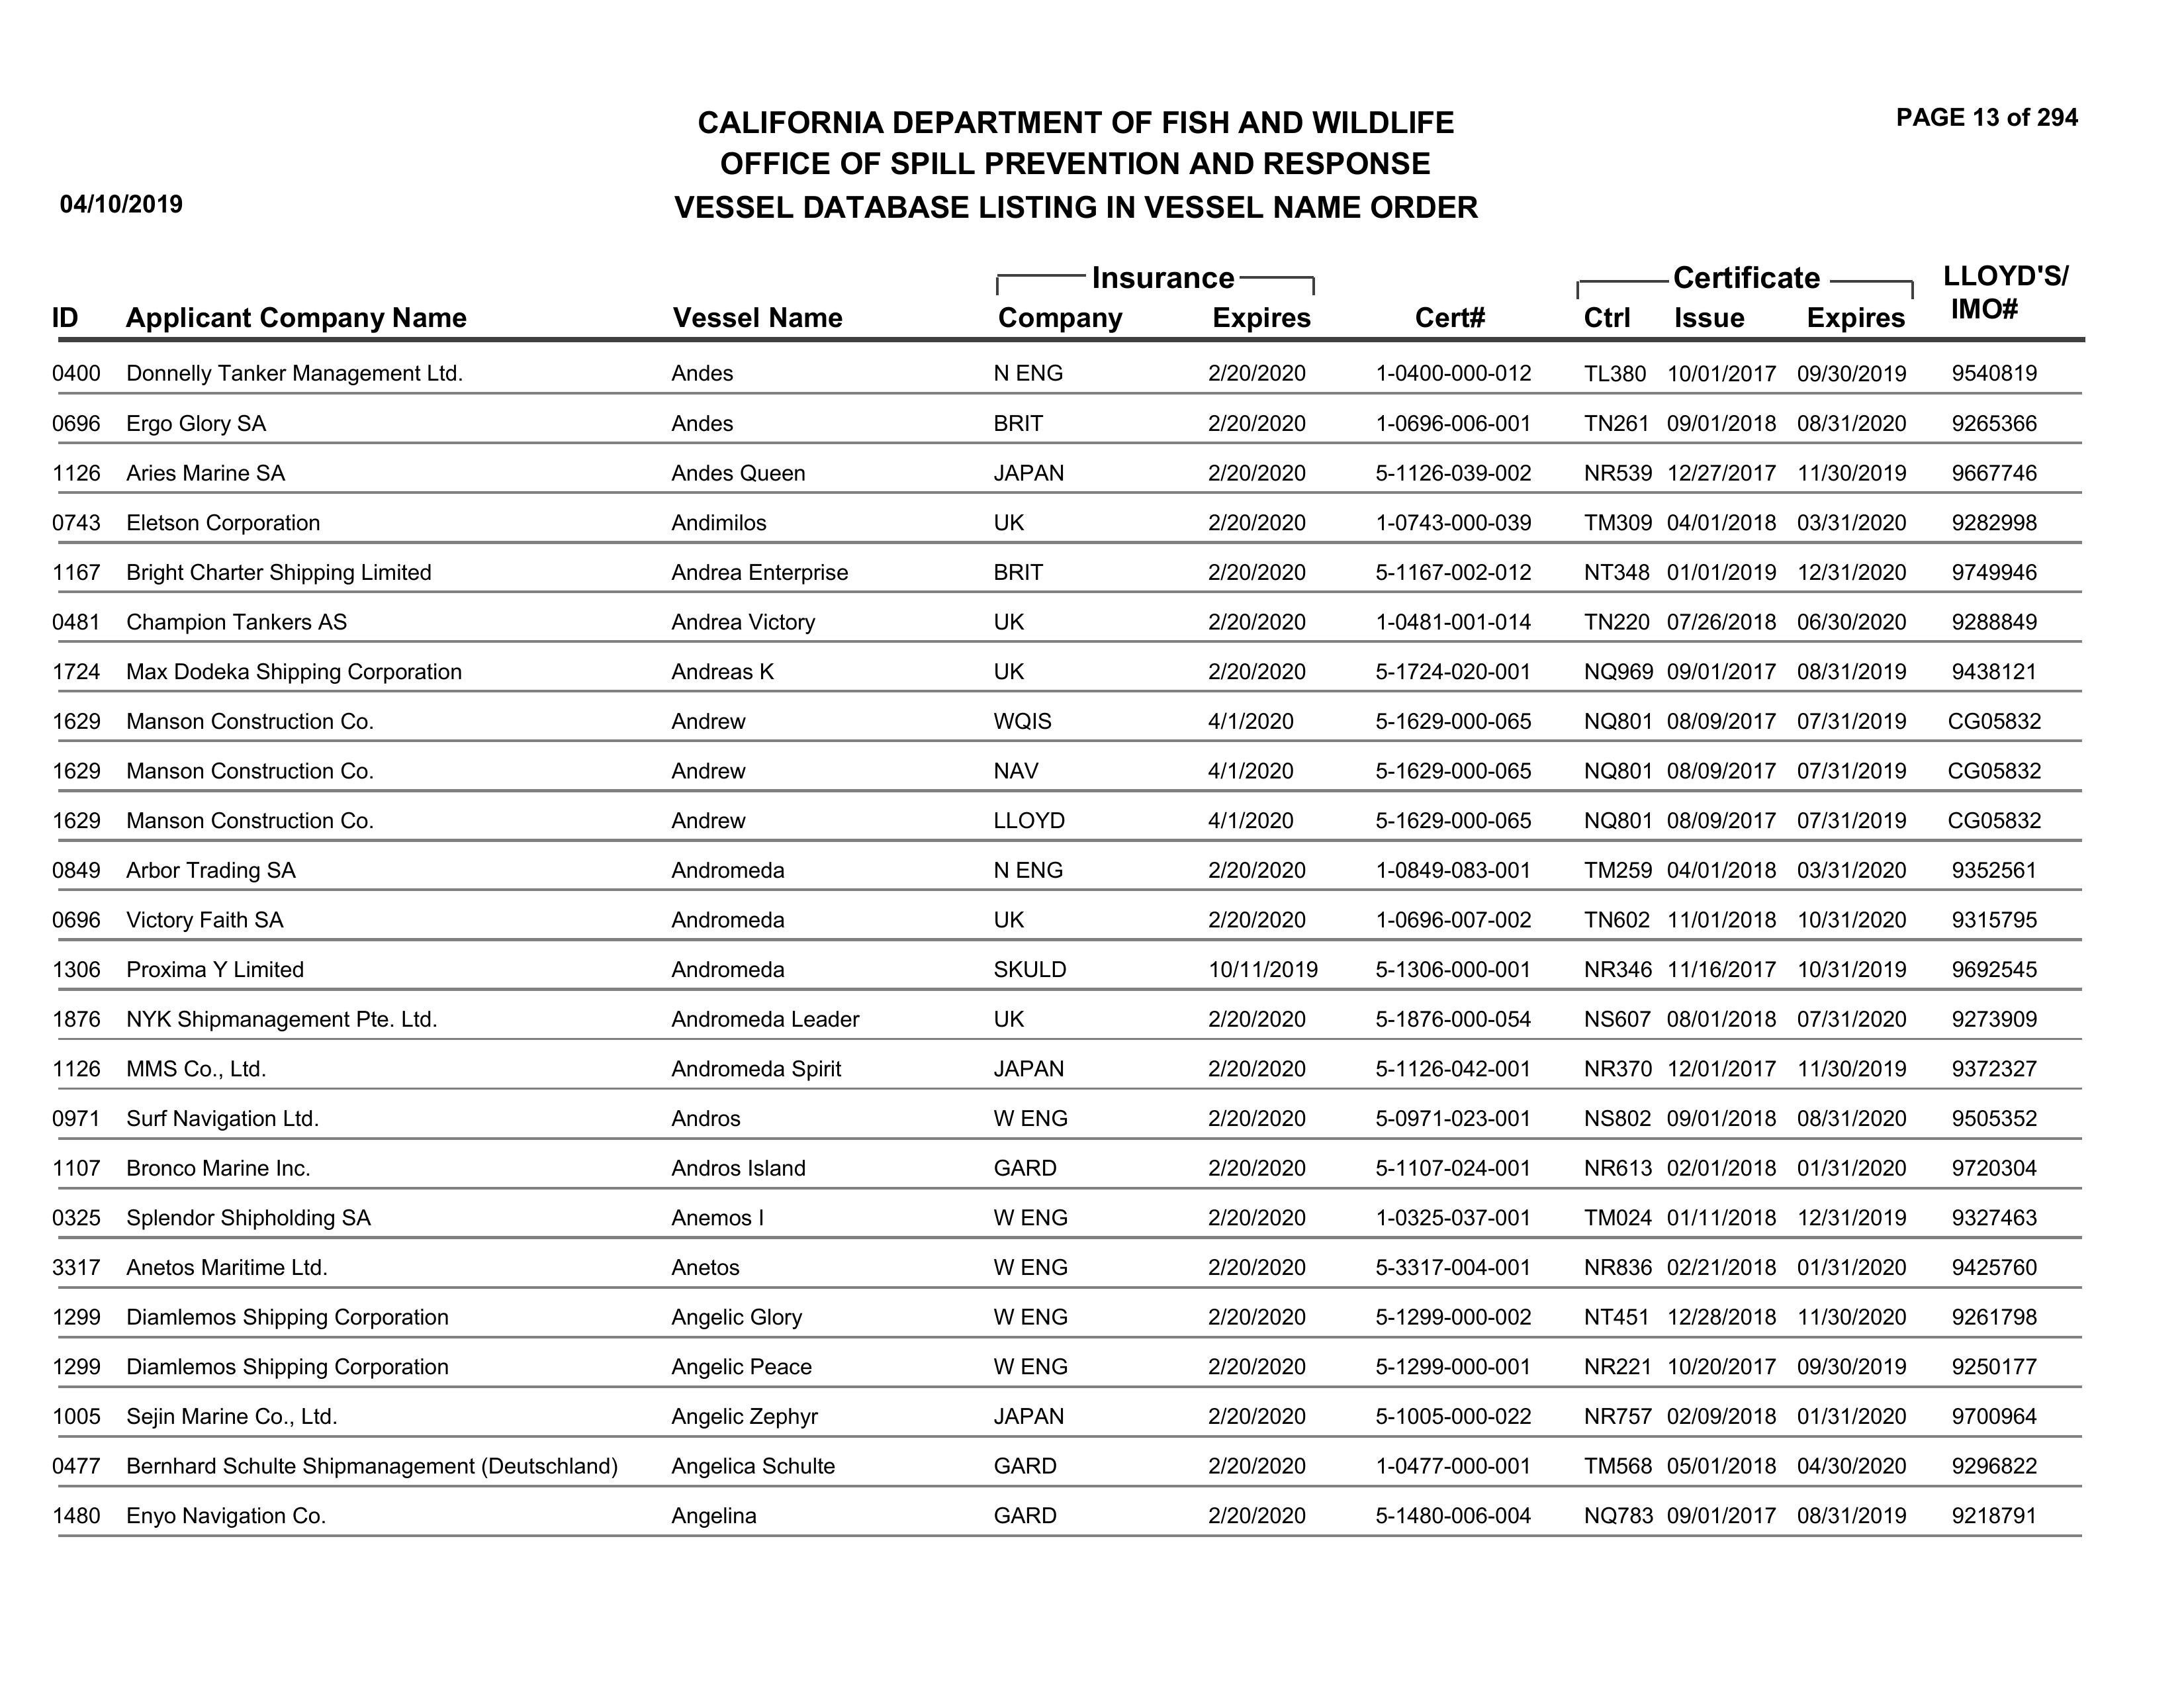 PAGE 13 of 294
CALIFORNIA DEPARTMENT OF FISH AND WILDLIFE
OFFICE OF SPILL PREVENTION AND RESPONSE
04/10/2019 VESSEL DATABASE LISTING IN VESSEL NAME ORDER
Insurance Certificate LLOYD'S/
ID Applicant Company Name Vessel Name Company Expires Cert# Ctrl Issue Expires IMO#
0400 Donnelly Tanker Management Ltd. Andes N ENG 2/20/2020 1-0400-000-012 TL380 10/01/2017 09/30/2019 9540819
0696 Ergo Glory SA Andes BRIT 2/20/2020 1-0696-006-001 TN261 09/01/2018 08/31/2020 9265366
1126 Aries Marine SA Andes Queen JAPAN 2/20/2020 5-1126-039-002 NR539 12/27/2017 11/30/2019 9667746
0743 Eletson Corporation Andimilos UK 2/20/2020 1-0743-000-039 TM309 04/01/2018 03/31/2020 9282998
1167 Bright Charter Shipping Limited Andrea Enterprise BRIT 2/20/2020 5-1167-002-012 NT348 01/01/2019 12/31/2020 9749946
0481 Champion Tankers AS Andrea Victory UK 2/20/2020 1-0481-001-014 TN220 07/26/2018 06/30/2020 9288849
1724 Max Dodeka Shipping Corporation Andreas K UK 2/20/2020 5-1724-020-001 NQ969 09/01/2017 08/31/2019 9438121
1629 Manson Construction Co. Andrew WQIS 4/1/2020 5-1629-000-065 NQ801 08/09/2017 07/31/2019 CG05832
1629 Manson Construction Co. Andrew NAV 4/1/2020 5-1629-000-065 NQ801 08/09/2017 07/31/2019 CG05832
1629 Manson Construction Co. Andrew LLOYD 4/1/2020 5-1629-000-065 NQ801 08/09/2017 07/31/2019 CG05832
0849 Arbor Trading SA Andromeda N ENG 2/20/2020 1-0849-083-001 TM259 04/01/2018 03/31/2020 9352561
0696 Victory Faith SA Andromeda UK 2/20/2020 1-0696-007-002 TN602 11/01/2018 10/31/2020 9315795
1306 Proxima Y Limited Andromeda SKULD 10/11/2019 5-1306-000-001 NR346 11/16/2017 10/31/2019 9692545
1876 NYK Shipmanagement Pte. Ltd. Andromeda Leader UK 2/20/2020 5-1876-000-054 NS607 08/01/2018 07/31/2020 9273909
1126 MMS Co., Ltd. Andromeda Spirit JAPAN 2/20/2020 5-1126-042-001 NR370 12/01/2017 11/30/2019 9372327
0971 Surf Navigation Ltd. Andros W ENG 2/20/2020 5-0971-023-001 NS802 09/01/2018 08/31/2020 9505352
1107 Bronco Marine Inc. Andros Island GARD 2/20/2020 5-1107-024-001 NR613 02/01/2018 01/31/2020 9720304
0325 Splendor Shipholding SA Anemos I W ENG 2/20/2020 1-0325-037-001 TM024 01/11/2018 12/31/2019 9327463
3317 Anetos Maritime Ltd. Anetos W ENG 2/20/2020 5-3317-004-001 NR836 02/21/2018 01/31/2020 9425760
1299 Diamlemos Shipping Corporation Angelic Glory W ENG 2/20/2020 5-1299-000-002 NT451 12/28/2018 11/30/2020 9261798
1299 Diamlemos Shipping Corporation Angelic Peace W ENG 2/20/2020 5-1299-000-001 NR221 10/20/2017 09/30/2019 9250177
1005 Sejin Marine Co., Ltd. Angelic Zephyr JAPAN 2/20/2020 5-1005-000-022 NR757 02/09/2018 01/31/2020 9700964
0477 Bernhard Schulte Shipmanagement (Deutschland) Angelica Schulte GARD 2/20/2020 1-0477-000-001 TM568 05/01/2018 04/30/2020 9296822
1480 Enyo Navigation Co. Angelina GARD 2/20/2020 5-1480-006-004 NQ783 09/01/2017 08/31/2019 9218791